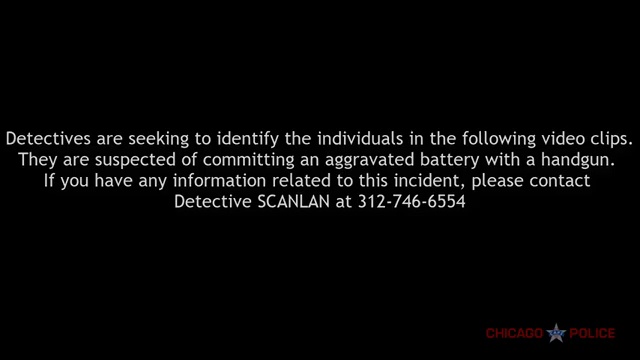 Detectives are seeking to identify the individuals in the following video clips.
They are suspected of committing an aggravated battery with a handgun.
If you have any information related to this incident, please contact
Detective SCANLAN at 312-746-6554
CHICAGO POLICE